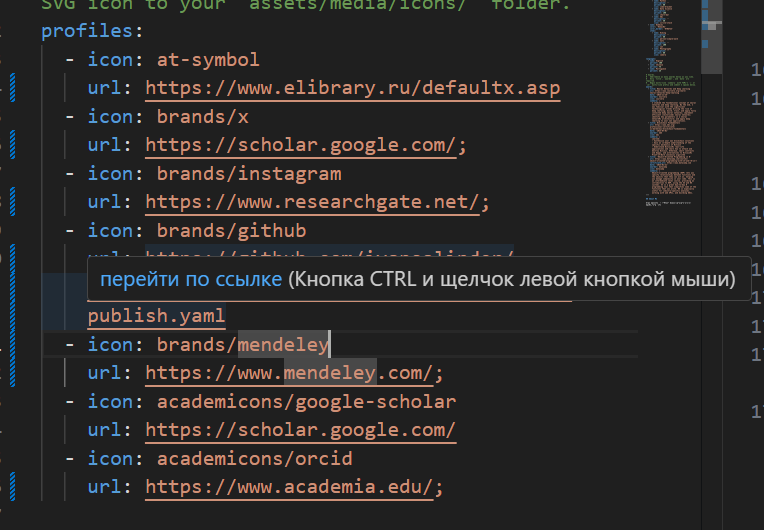 SVG icon to your `assets/media/icons/` folder.
profiles:
- icon: at-symbol
url: https://www.elibrary.ru/defaultx.asp
- icon: brands/x
url: https://scholar.google.com/;
- icon: brands/instagram
url: https://www.researchgate.net/;
- icon: brands/github
перейти по ссылке (Кнопка CTRL и щелчок левой кнопкой мыши)
publish.yaml
- icon: brands/mendeley
url: https://www.mendeley.com/;
- icon: academicons/google-scholar
url: https://scholar.google.com/
- icon: academicons/orcid
url: https://www.academia.edu/;